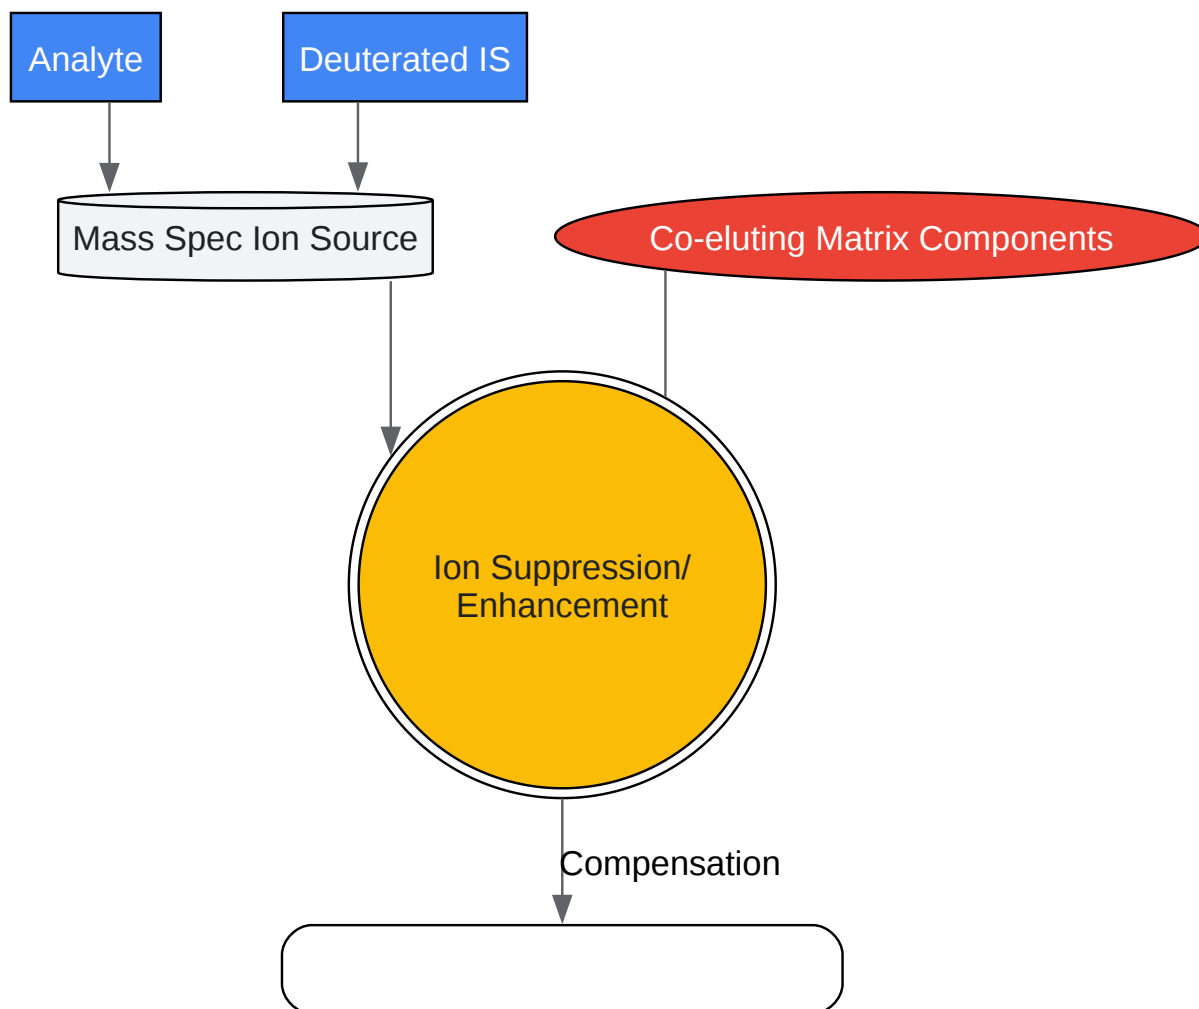 Analyte
Deuterated IS
Mass Spec Ion Source
Co-eluting Matrix Components
Ion Suppression/
Enhancement
Compensation